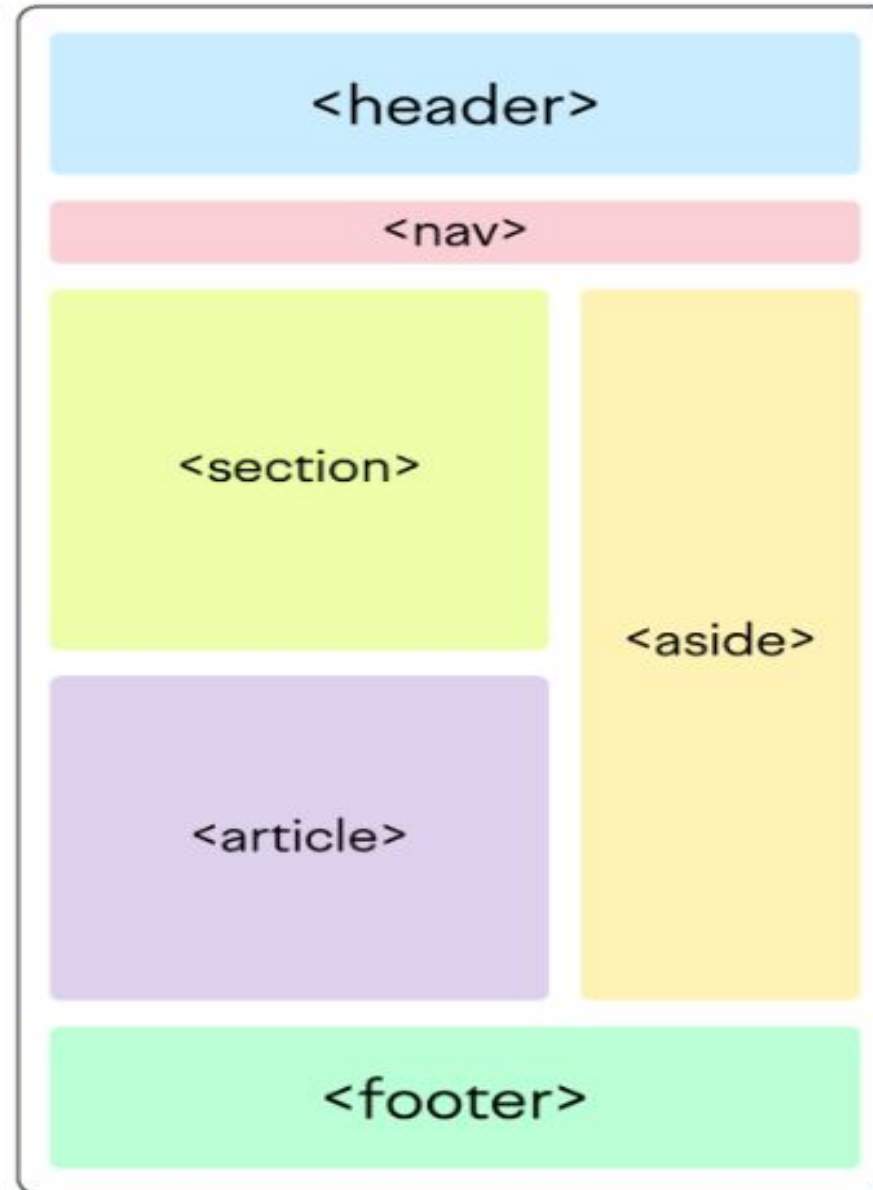 <header>
<nav>
<section>
<aside>
<article>
<footer>